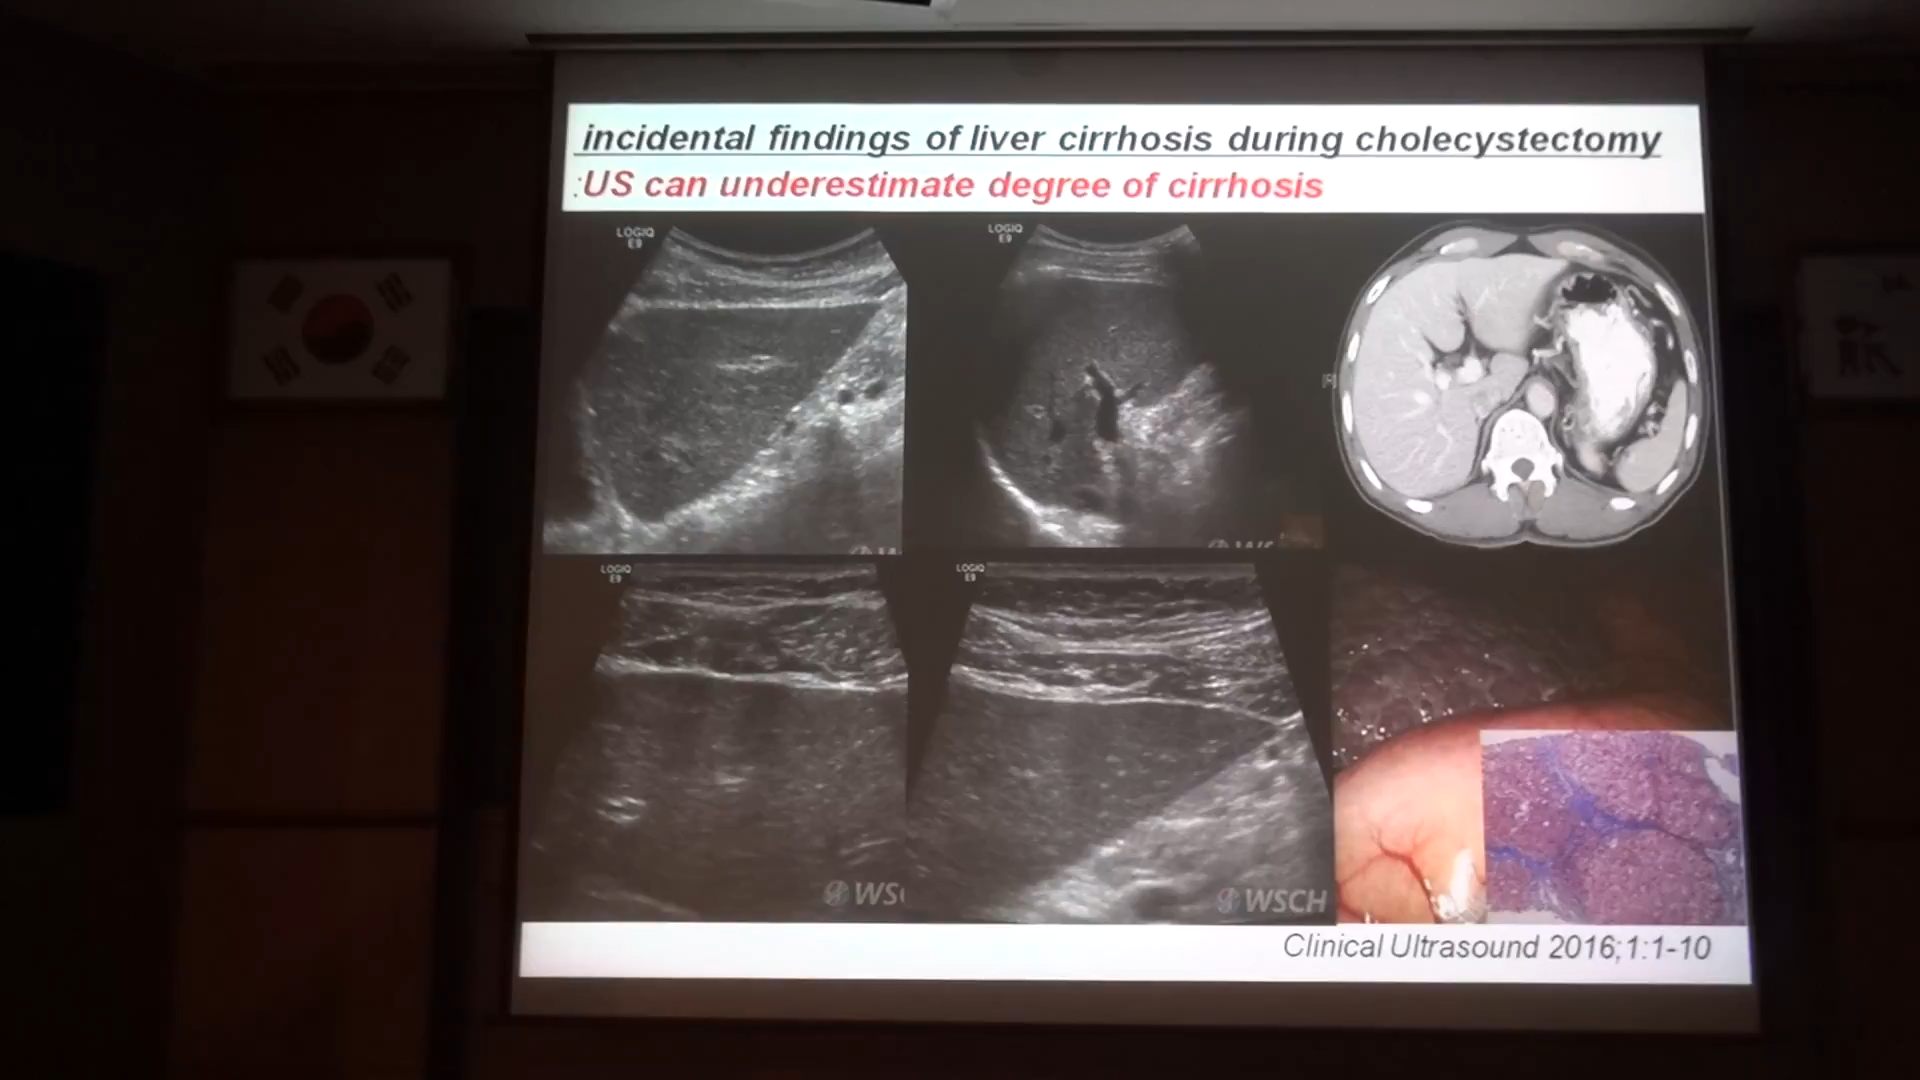 incidental findings of liver cirrhosis during cholecystectomy
:US can underestimate degree of cirrhosis
LOGIQ
E9
LOGIQ
E9
LOGIQ
E9
LOGIQ
E9
[R]
WS
WSCH
Clinical Ultrasound 2016;1:1-10